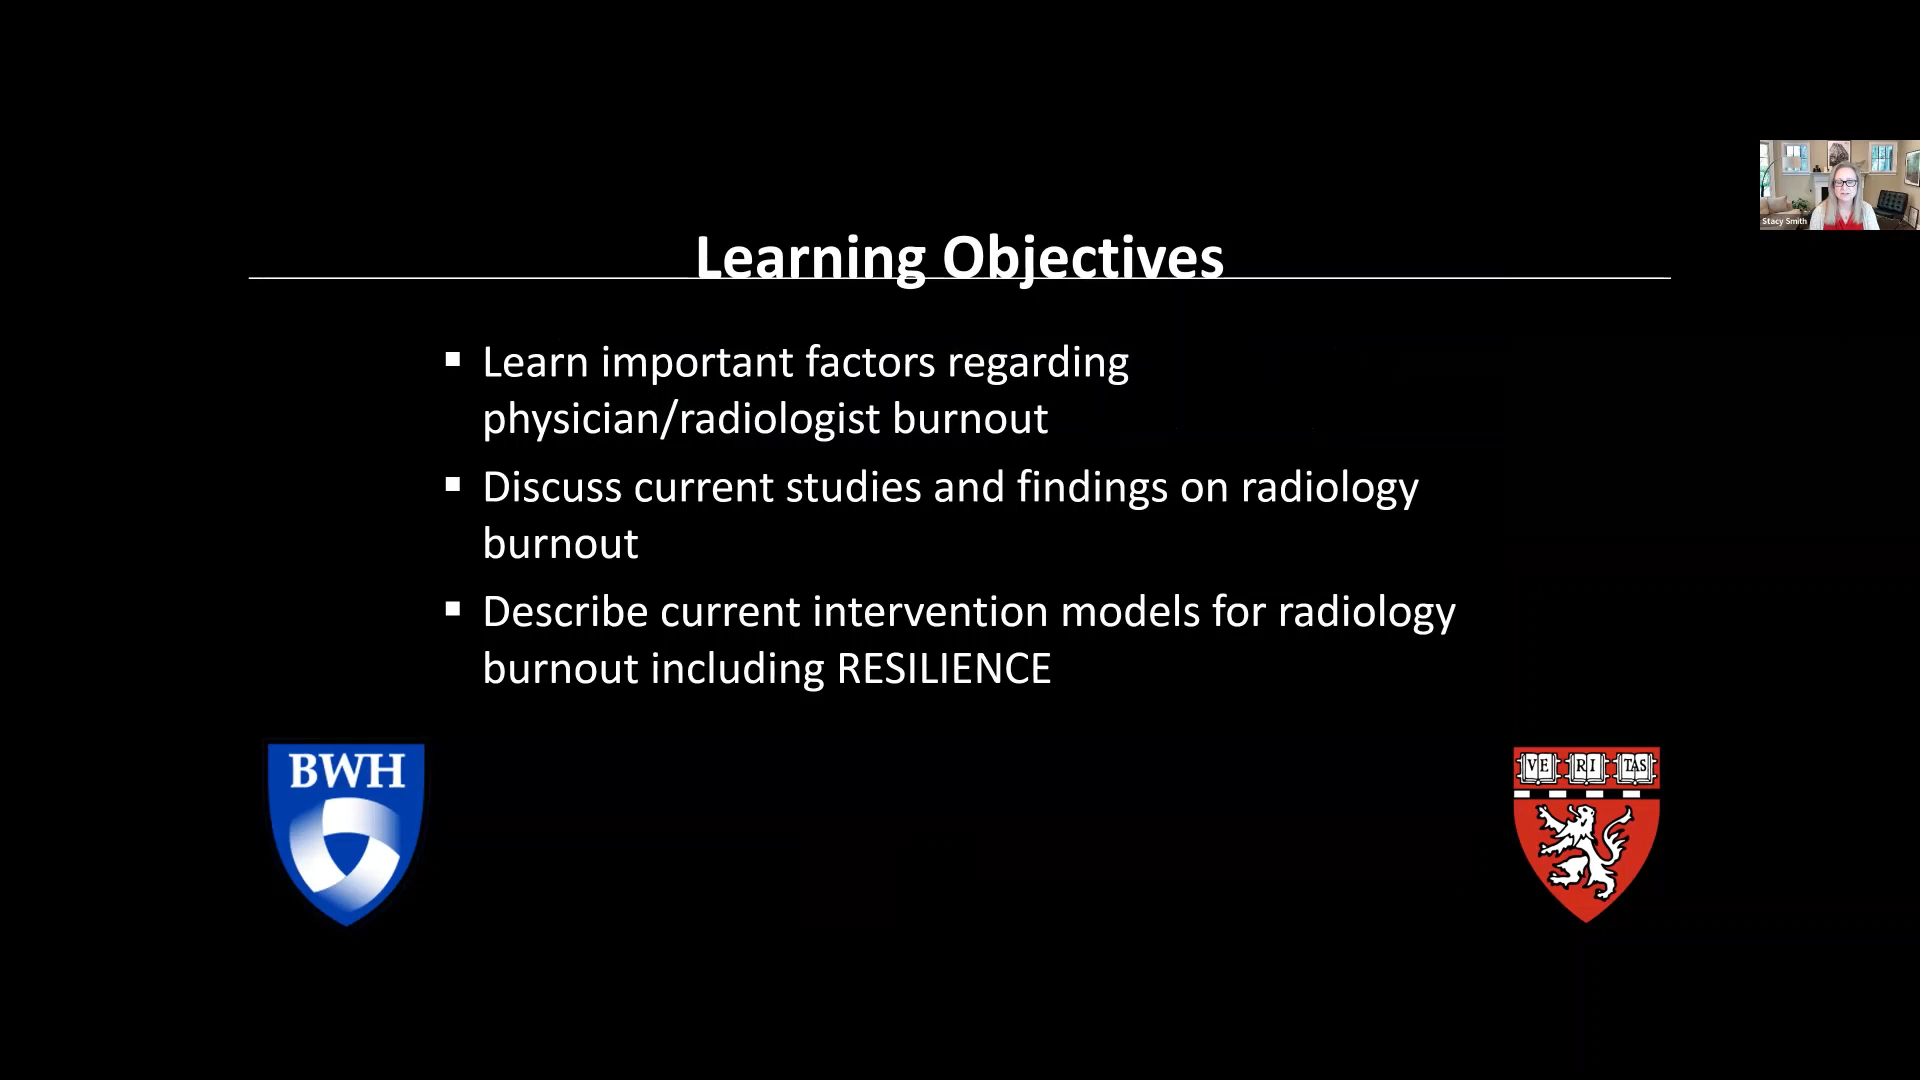 Stacy Smith
Learning Objectives
▪ Learn important factors regarding
physician/radiologist burnout
▪ Discuss current studies and findings on radiology
burnout
▪ Describe current intervention models for radiology
burnout including RESILIENCE
BWH
VE RI TAS